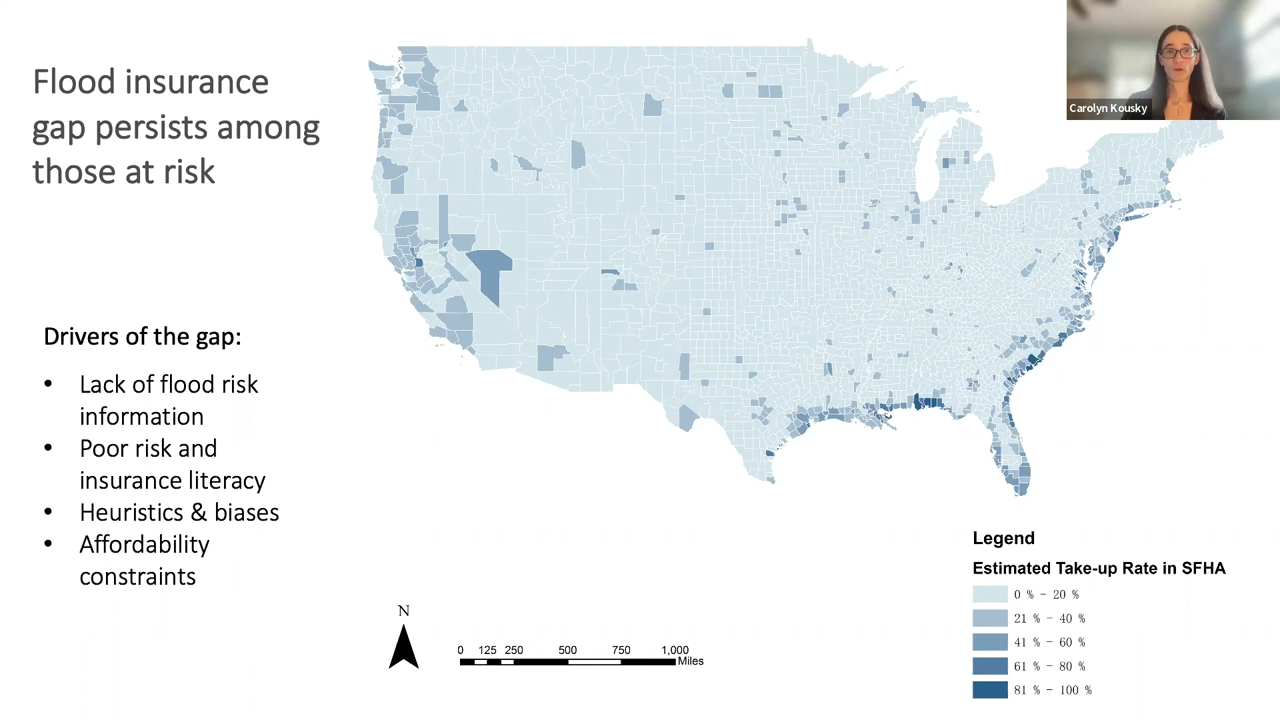 Flood insurance
gap persists among
those at risk
Carolyn Kousky
Drivers of the gap:
• Lack of flood risk
information
• Poor risk and
insurance literacy
• Heuristics & biases
• Affordability
constraints
N
0 125 250 500 750 1,000
Miles
Legend
Estimated Take-up Rate in SFHA
0 % - 20 %
21 % - 40 %
41 % - 60 %
61 % - 80 %
81 % - 100 %